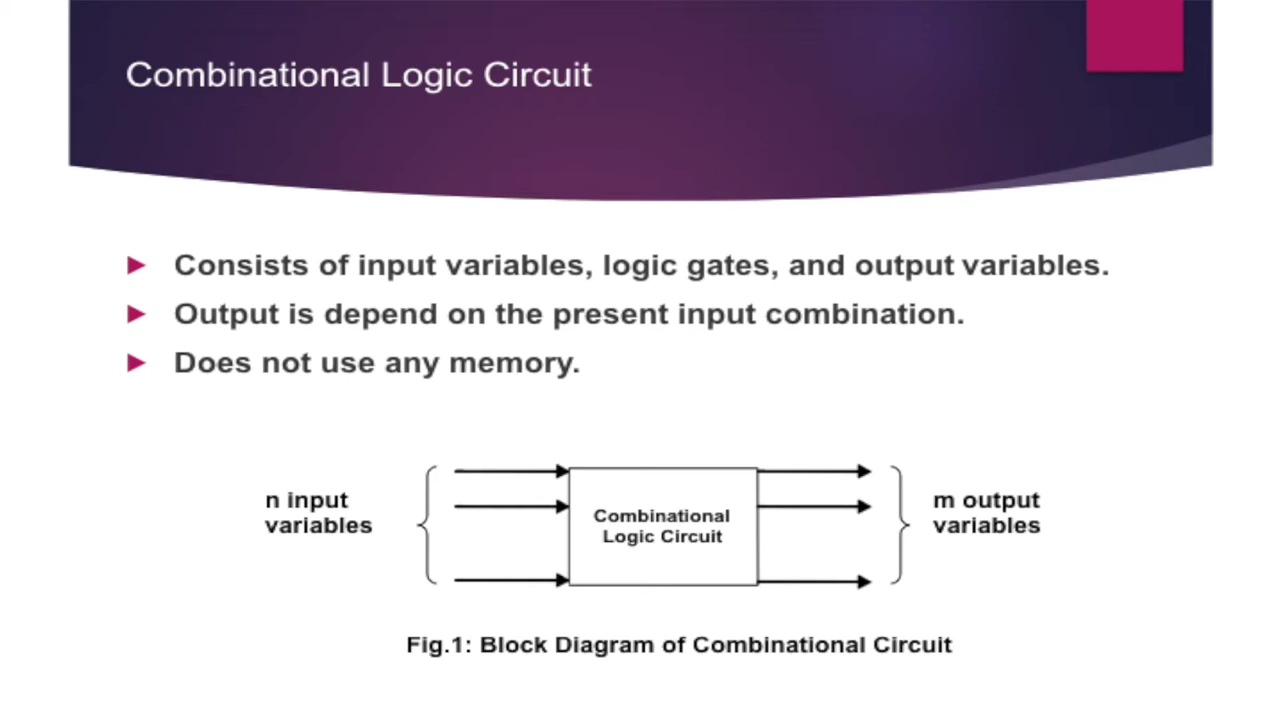 Combinational Logic Circuit
Consists of input variables, logic gates, and output variables.
Output is depend on the present input combination.
Does not use any memory.
n input
variables
Combinational
Logic Circuit
m output
variables
Fig.1: Block Diagram of Combinational Circuit